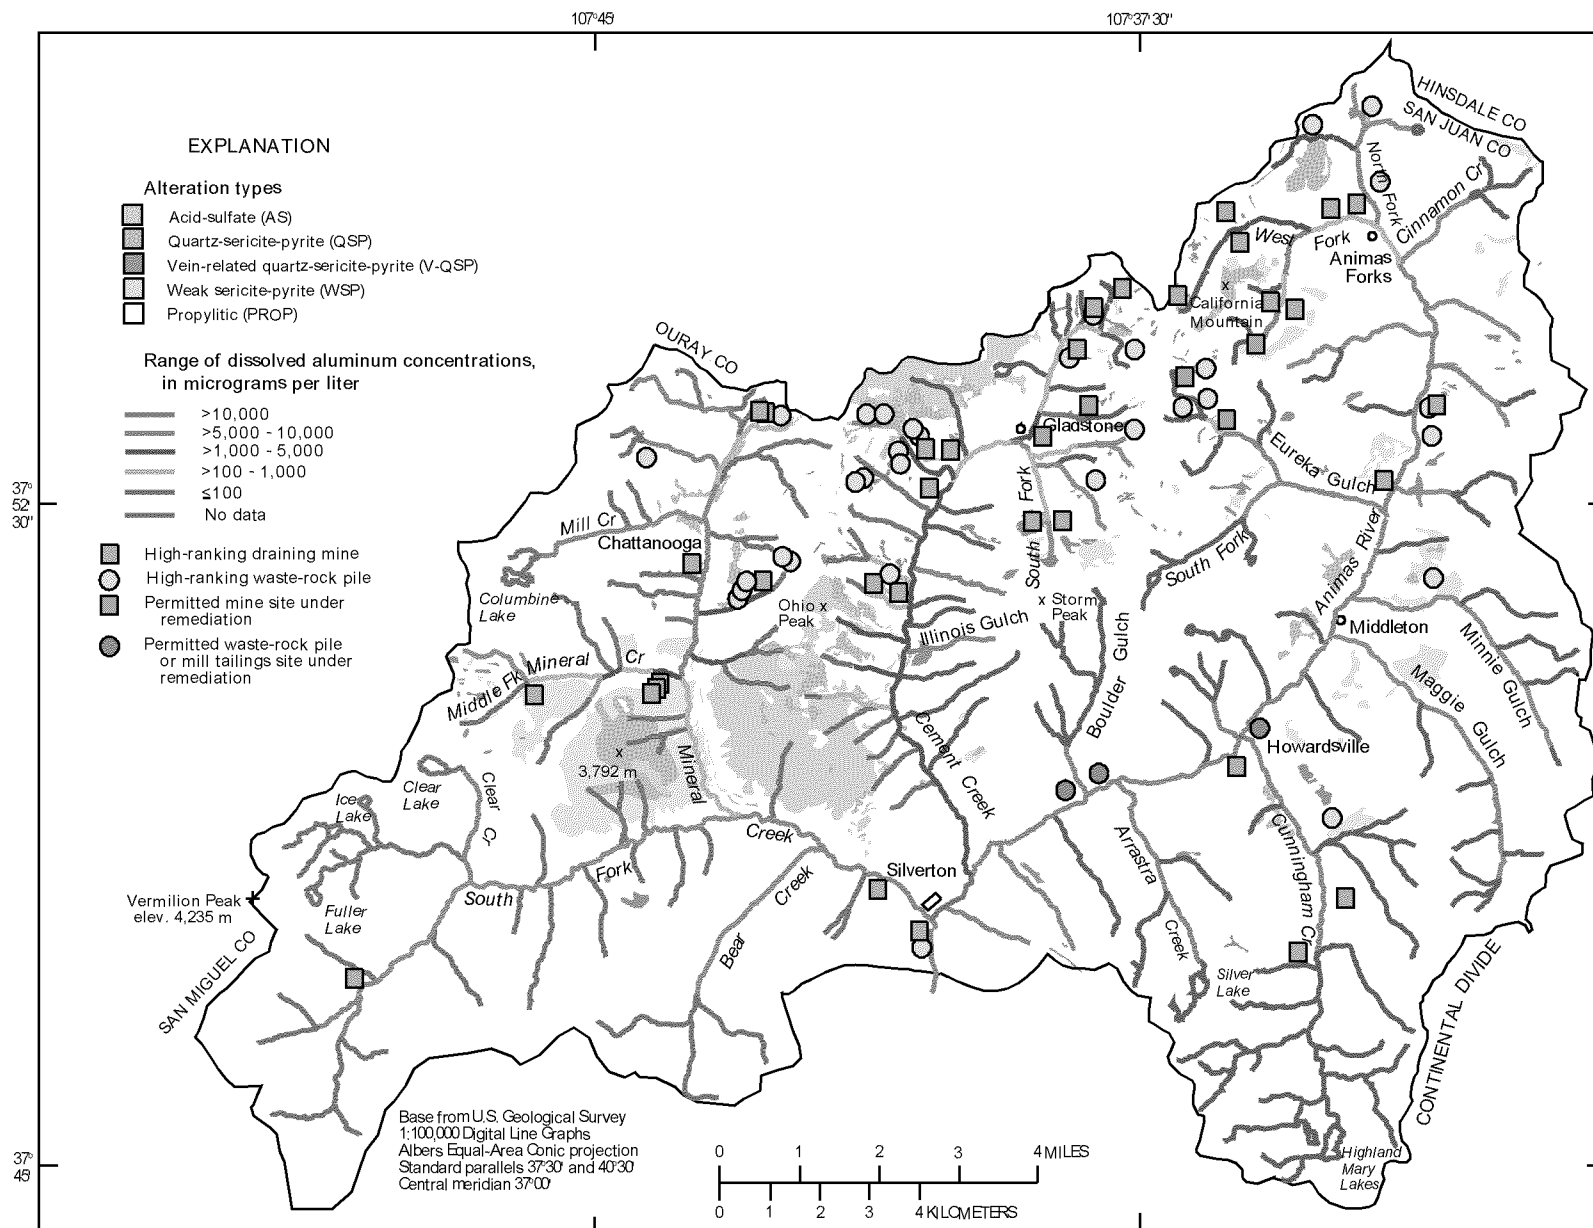 107°45'
107°37'30"
HINSDALE CO
SAN JUAN CO
EXPLANATION
Alteration types
Acid-sulfate (AS)
Quartz-sericite-pyrite (QSP)
Vein-related quartz-sericite-pyrite (V-QSP)
Weak sericite-pyrite (WSP)
Propylitic (PROP)
Range of dissolved aluminum concentrations,
in micrograms per liter
>10,000
>5,000 - 10,000
>1,000 - 5,000
>100 - 1,000
≤100
No data
High-ranking draining mine
High-ranking waste-rock pile
Permitted mine site under
remediation
Permitted waste-rock pile
or mill tailings site under
remediation
North Fork
Cinnamon Cr
West Fork
Animas
Forks
x
California
Mountain
OURAY CO
Gladstone
Eureka Gulch
37°
52'
30"
Mill Cr
Chattanooga
South Fork
South Fork
Animas River
Columbine
Lake
Ohio x
Peak
x Storm
Peak
Illinois Gulch
Boulder Gulch
Middleton
Minnie Gulch
Maggie Gulch
Middle Fk Mineral Cr
Cement Creek
Howardsville
x
3,792 m
Mineral
Creek
Clear
Lake
Clear Cr
Ice
Lake
Arrastra
Creek
Cunningham Cr
Silverton
Vermilion Peak
elev. 4,235 m
Fuller
Lake
South
Fork
Bear
Creek
Silver
Lake
SAN MIGUEL CO
CONTINENTAL DIVIDE
Highland
Mary
Lakes
37°
45'
Base from U.S. Geological Survey
1:100,000 Digital Line Graphs
Albers Equal-Area Conic projection
Standard parallels 37°30' and 40°30'
Central meridian 37°00'
0 1 2 3 4 MILES
0 1 2 3 4 KILOMETERS